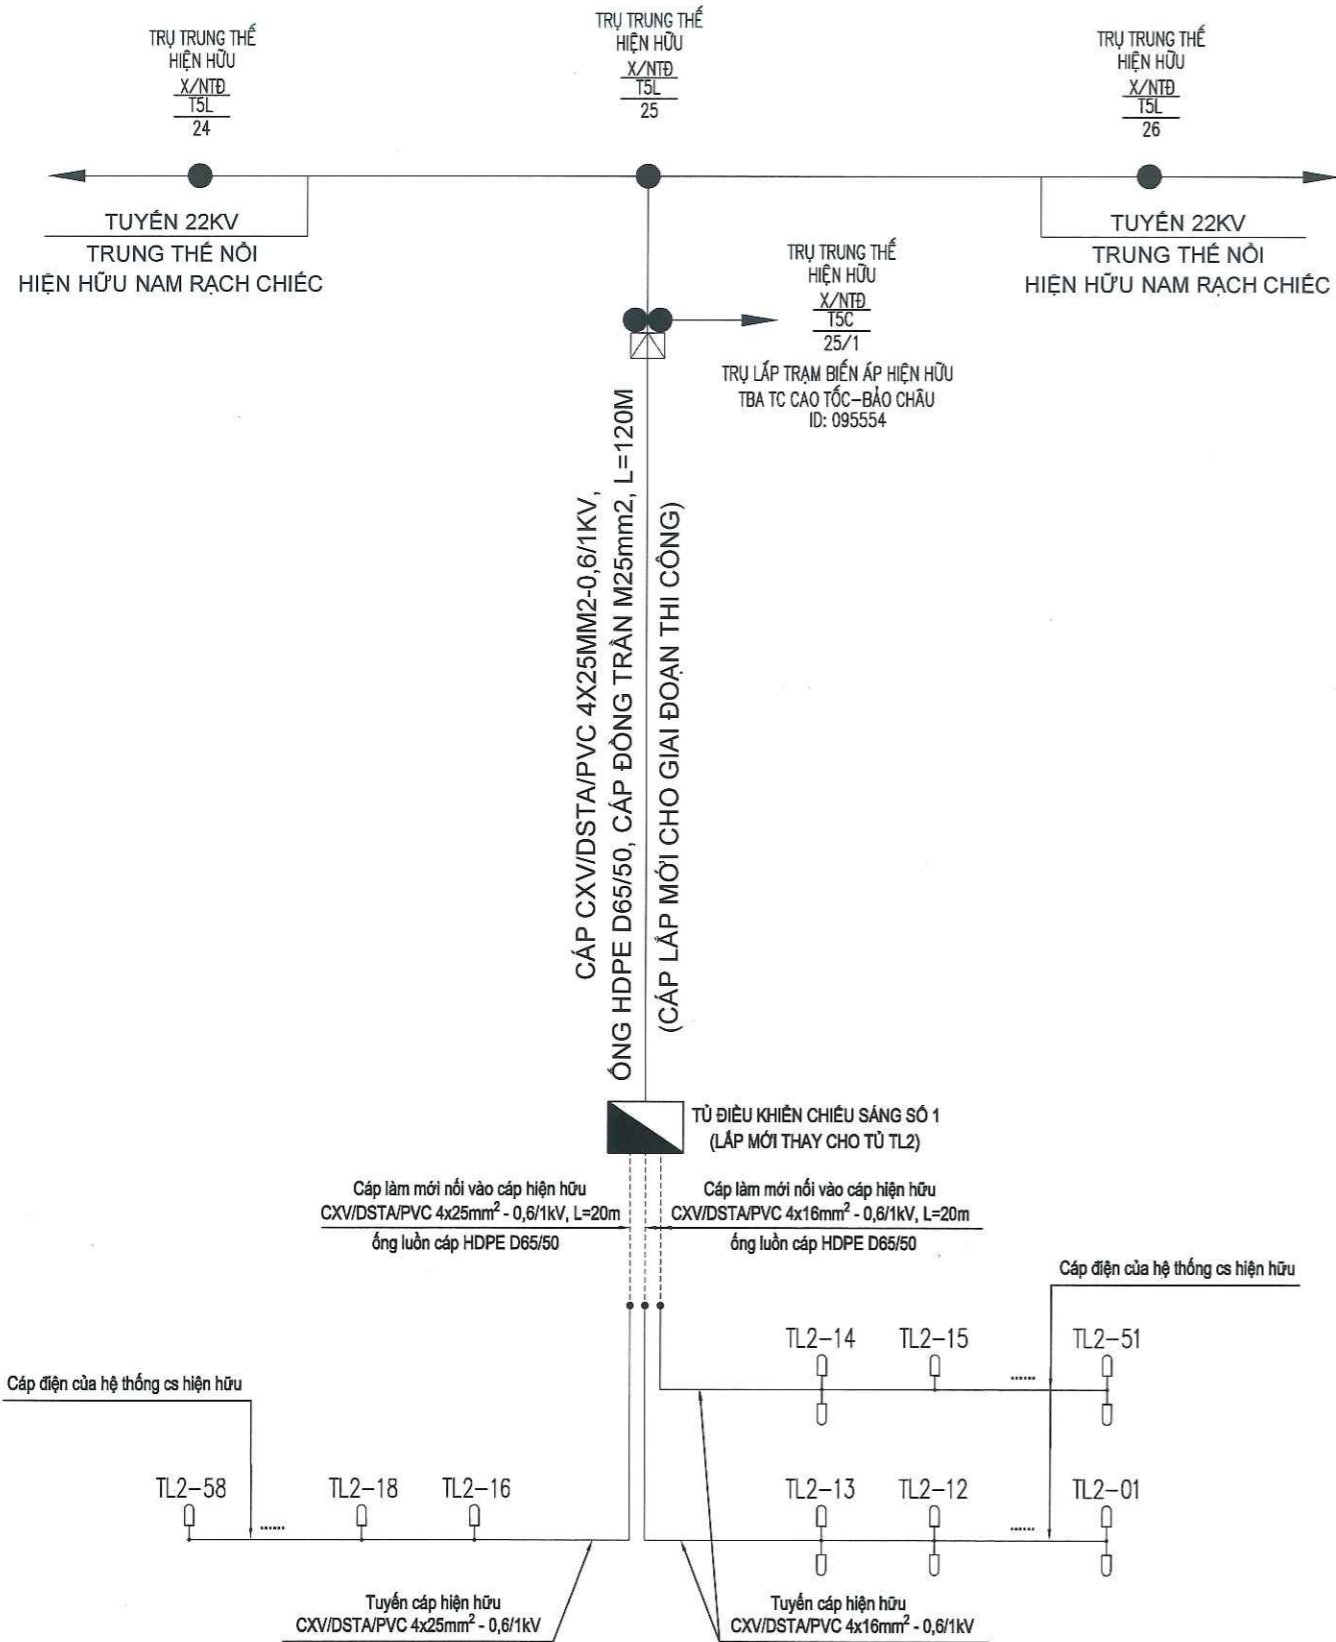 TRỤ TRUNG THẾ
HIỆN HỮU
X/NTĐ
T5L
24
TRỤ TRUNG THẾ
HIỆN HỮU
X/NTĐ
T5L
25
TRỤ TRUNG THẾ
HIỆN HỮU
X/NTĐ
T5L
26
TUYẾN 22KV
TRUNG THẾ NỔI
HIỆN HỮU NAM RẠCH CHIẾC
TUYẾN 22KV
TRUNG THẾ NỔI
HIỆN HỮU NAM RẠCH CHIẾC
TRỤ TRUNG THẾ
HIỆN HỮU
X/NTĐ
T5C
25/1
TRỤ LẮP TRẠM BIẾN ÁP HIỆN HỮU
TBA TC CAO TỐC-BẢO CHÂU
ID: 095554
CÁP CXV/DSTA/PVC 4X25MM2-0,6/1KV,
ỐNG HDPE D65/50, CÁP ĐỒNG TRẦN M25mm2, L=120M
(CÁP LẮP MỚI CHO GIAI ĐOẠN THI CÔNG)
TỦ ĐIỀU KHIỂN CHIẾU SÁNG SỐ 1
(LẮP MỚI THAY CHO TỦ TL2)
Cáp làm mới nối vào cáp hiện hữu
CXV/DSTA/PVC 4x25mm² - 0,6/1kV, L=20m
ống luồn cáp HDPE D65/50
Cáp làm mới nối vào cáp hiện hữu
CXV/DSTA/PVC 4x16mm² - 0,6/1kV, L=20m
ống luồn cáp HDPE D65/50
Cáp điện của hệ thống cs hiện hữu
TL2-14
TL2-15
......
TL2-51
Cáp điện của hệ thống cs hiện hữu
TL2-58
......
TL2-18
TL2-16
TL2-13
TL2-12
......
TL2-01
Tuyến cáp hiện hữu
CXV/DSTA/PVC 4x25mm² - 0,6/1kV
Tuyến cáp hiện hữu
CXV/DSTA/PVC 4x16mm² - 0,6/1kV